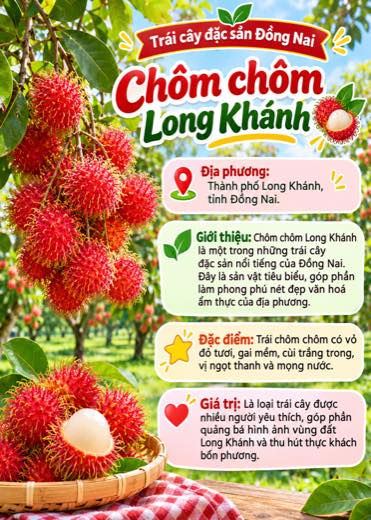 Trái cây đặc sản Đồng Nai
Chôm chôm
Long Khánh
Địa phương:
Thành phố Long Khánh,
tỉnh Đồng Nai.
Giới thiệu: Chôm chôm Long Khánh
là một trong những trái cây
đặc sản nổi tiếng của Đồng Nai.
Đây là sản vật tiêu biểu, góp phần
làm phong phú nét đẹp văn hoá
ẩm thực của địa phương.
Đặc điểm: Trái chôm chôm có vỏ
đỏ tươi, gai mềm, cùi trắng trong,
vị ngọt thanh và mọng nước.
Giá trị: Là loại trái cây được
nhiều người yêu thích, góp phần
quảng bá hình ảnh vùng đất
Long Khánh và thu hút thực khách
bốn phương.